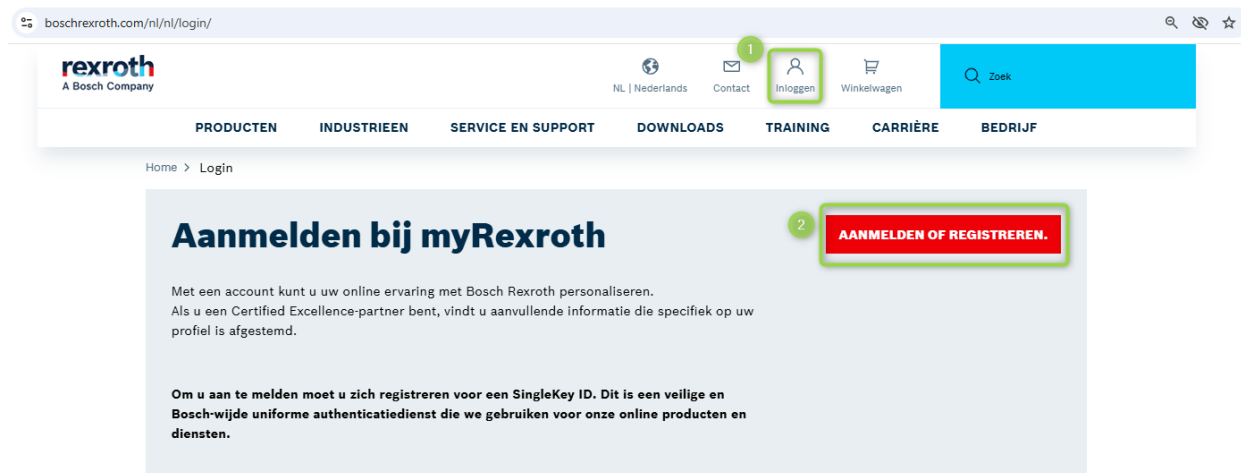 boschrexroth.com/nl/nl/login/
rexroth
A Bosch Company
1
NL | Nederlands
Contact
Inloggen
Winkelwagen
Zoek
PRODUCTEN INDUSTRIEEN SERVICE EN SUPPORT DOWNLOADS TRAINING CARRIÈRE BEDRIJF
Home > Login
Aanmelden bij myRexroth
2
AANMELDEN OF REGISTREREN.
Met een account kunt u uw online ervaring met Bosch Rexroth personaliseren.
Als u een Certified Excellence-partner bent, vindt u aanvullende informatie die specifiek op uw
profiel is afgestemd.
Om u aan te melden moet u zich registreren voor een SingleKey ID. Dit is een veilige en
Bosch-wijde uniforme authenticatiedienst die we gebruiken voor onze online producten en
diensten.